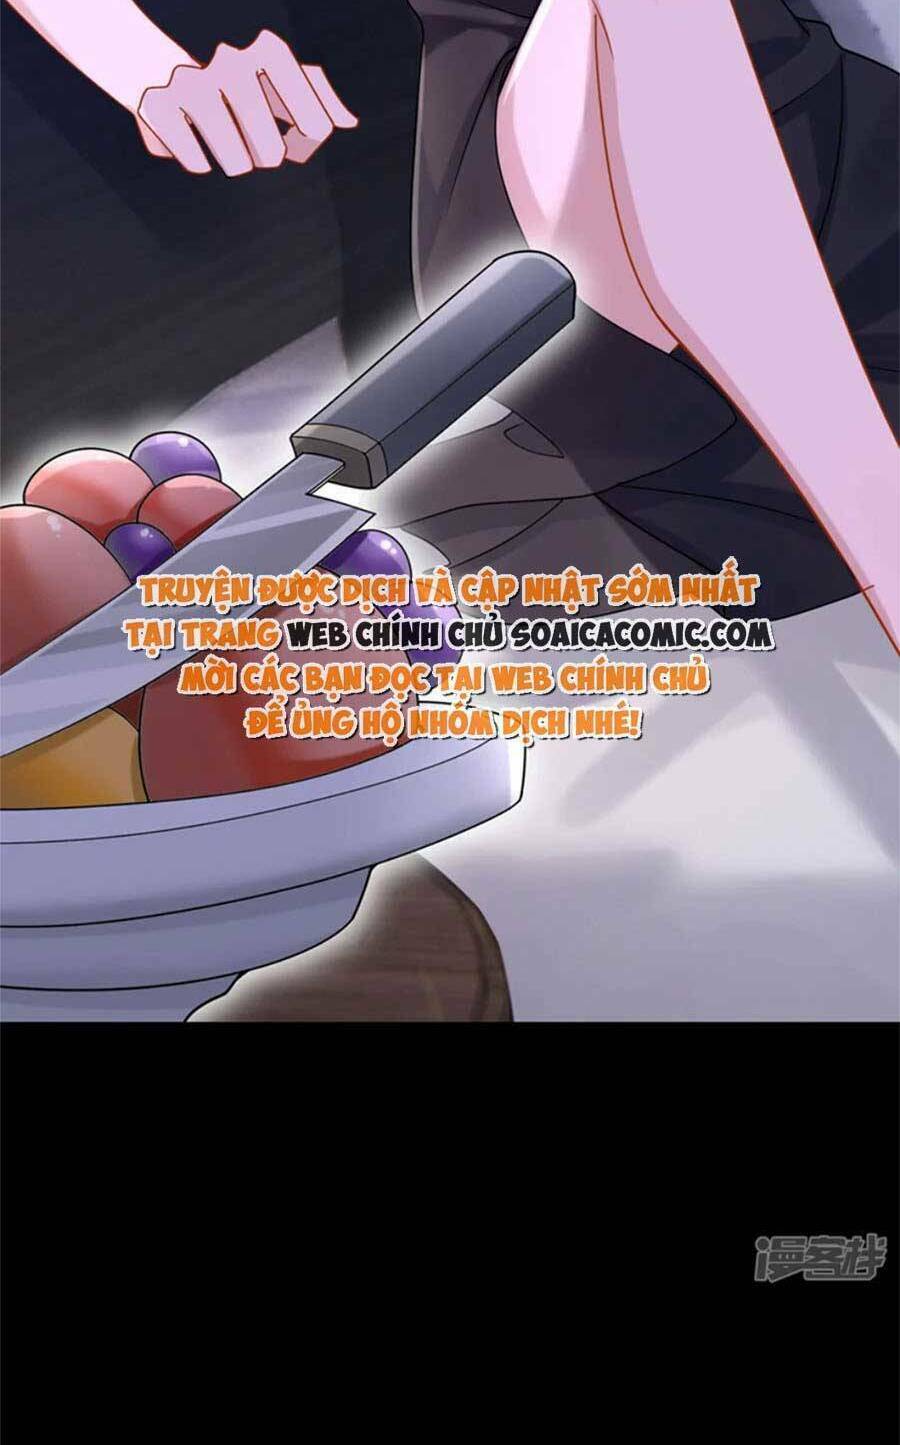 TRUYỆN ĐƯỢC DỊCH VÀ CẬP NHẬT SỚM NHẤT
TẠI TRANG WEB CHÍNH CHỦ SOAICACOMIC.COM
MỜI CÁC BẠN ĐỌC TẠI WEB CHÍNH CHỦ
ĐỂ ỦNG HỘ NHÓM DỊCH NHÉ!
漫客栈